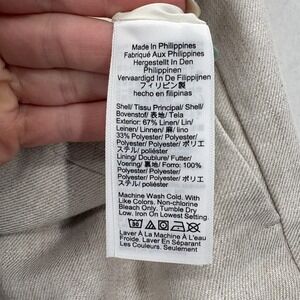 Made In Philippines
Fabriqué Aux Philippines
Hergestellt In Den
Philippinen
Vervaardigd In De Filippijnen
フィリピン製
hecho en filipinas
Shell/ Tissu Principal/ Shell/
Bovenstof/ 表地/ Tela
Exterior: 67% Linen/ Lin/
Leinen/ Linnen/ 麻/ lino
33% Polyester/ Polyester/
Polyester/ Polyester/ ポリエ
ステル/ poliéster
Lining/ Doublure/ Futter/
Voering/ 裏地/ Forro: 100%
Polyester/ Polyester/
Polyester/ Polyester/ ポリエ
ステル/ poliéster
Machine Wash Cold. With
Like Colors. Non-chlorine
Bleach Only. Tumble Dry
Low. Iron On Lowest Setting
Laver À La Machine À L'eau
Froide. Laver En Séparant
Les Couleurs. Seulement